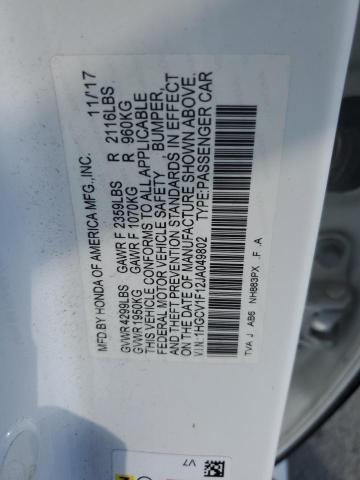 MFD BY HONDA OF AMERICA MFG.,INC. 11/'17
GVWR 4299LBS GAWR F 2359LBS R 2116LBS
GVWR 1950KG GAWR F 1070KG R 960KG
THIS VEHICLE CONFORMS TO ALL APPLICABLE
FEDERAL MOTOR VEHICLE SAFETY, BUMPER,
AND THEFT PREVENTION STANDARDS IN EFFECT
ON THE DATE OF MANUFACTURE SHOWN ABOVE.
V.I.N.:1HGCV1F12JA049802 TYPE:PASSENGER CAR
TVA J AB6 NH883PX .F .A
V7